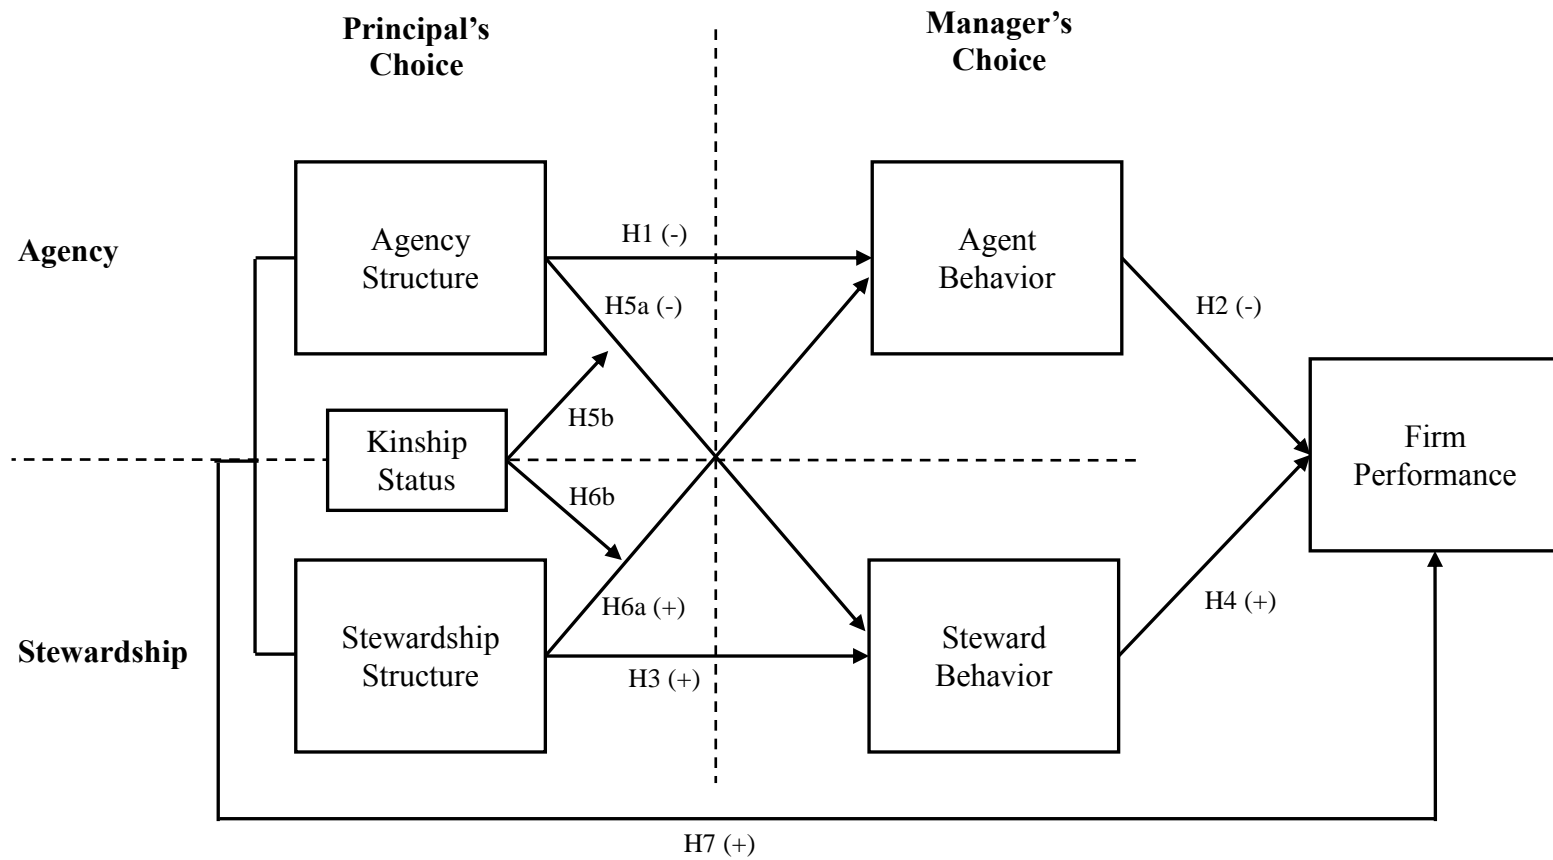 Principal’s
Choice
Manager’s
Choice
Agency
Agency
Structure
H1 (-)
H5a (-)
Agent
Behavior
H2 (-)
Kinship
Status
H5b
H6b
Firm
Performance
Stewardship
Stewardship
Structure
H6a (+)
H3 (+)
Steward
Behavior
H4 (+)
H7 (+)